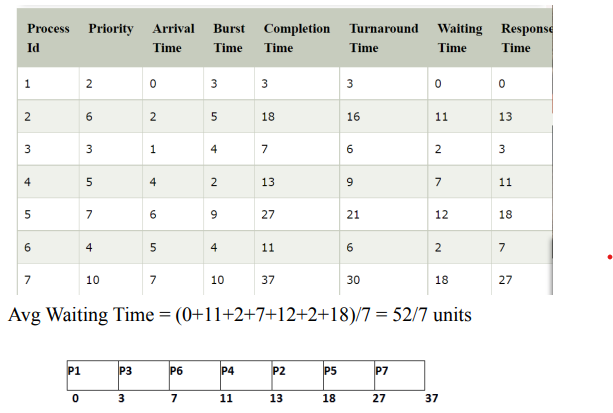 Process Id Priority Arrival Time Burst Time Completion Time Turnaround Time Waiting Time Response Time
1 2 0 3 3 3 0 0
2 6 2 5 18 16 11 13
3 3 1 4 7 6 2 3
4 5 4 2 13 9 7 11
5 7 6 9 27 21 12 18
6 4 5 4 11 6 2 7
7 10 7 10 37 30 18 27
Avg Waiting Time = (0+11+2+7+12+2+18)/7 = 52/7 units
P1 P3 P6 P4 P2 P5 P7
0 3 7 11 13 18 27 37